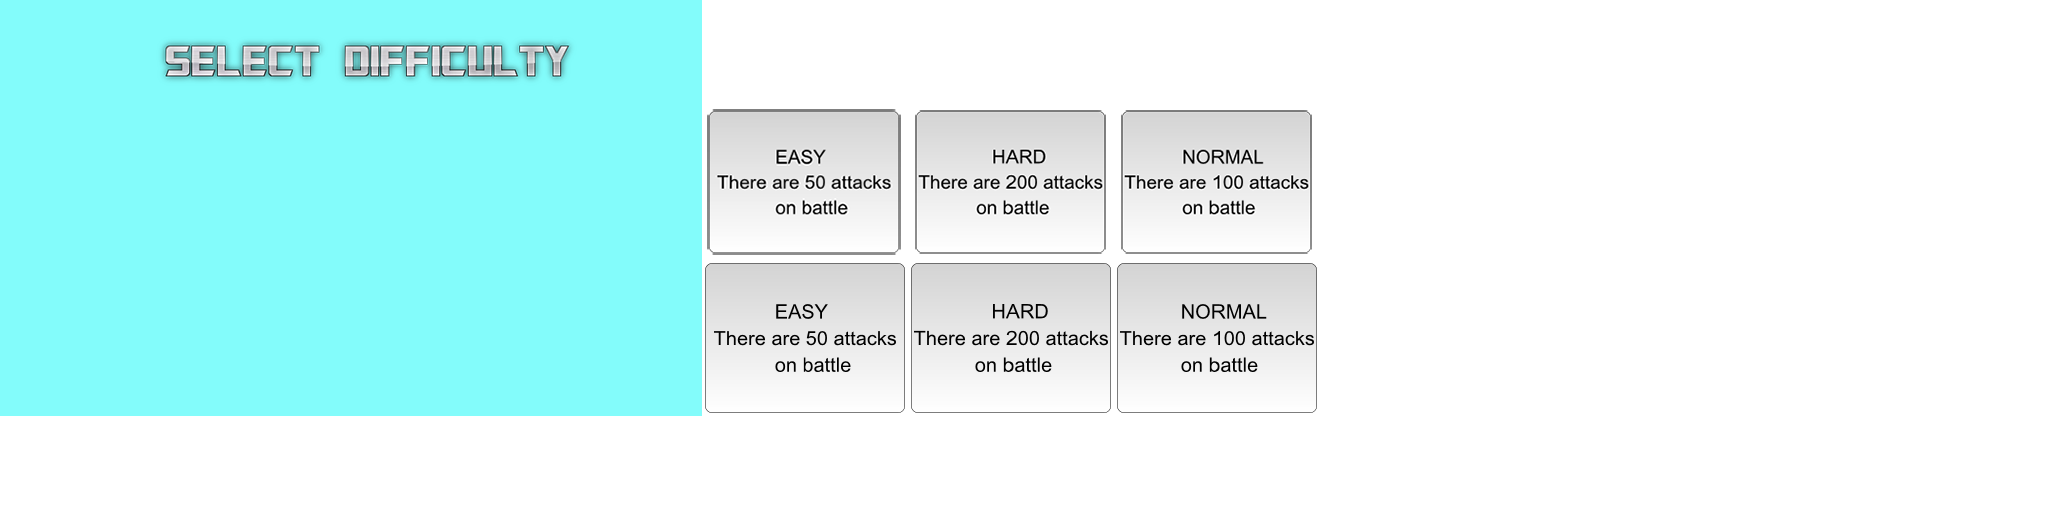 SELECT DIFFICULTY
EASY
There are 50 attacks
on battle
HARD
There are 200 attacks
on battle
NORMAL
There are 100 attacks
on battle
EASY
There are 50 attacks
on battle
HARD
There are 200 attacks
on battle
NORMAL
There are 100 attacks
on battle